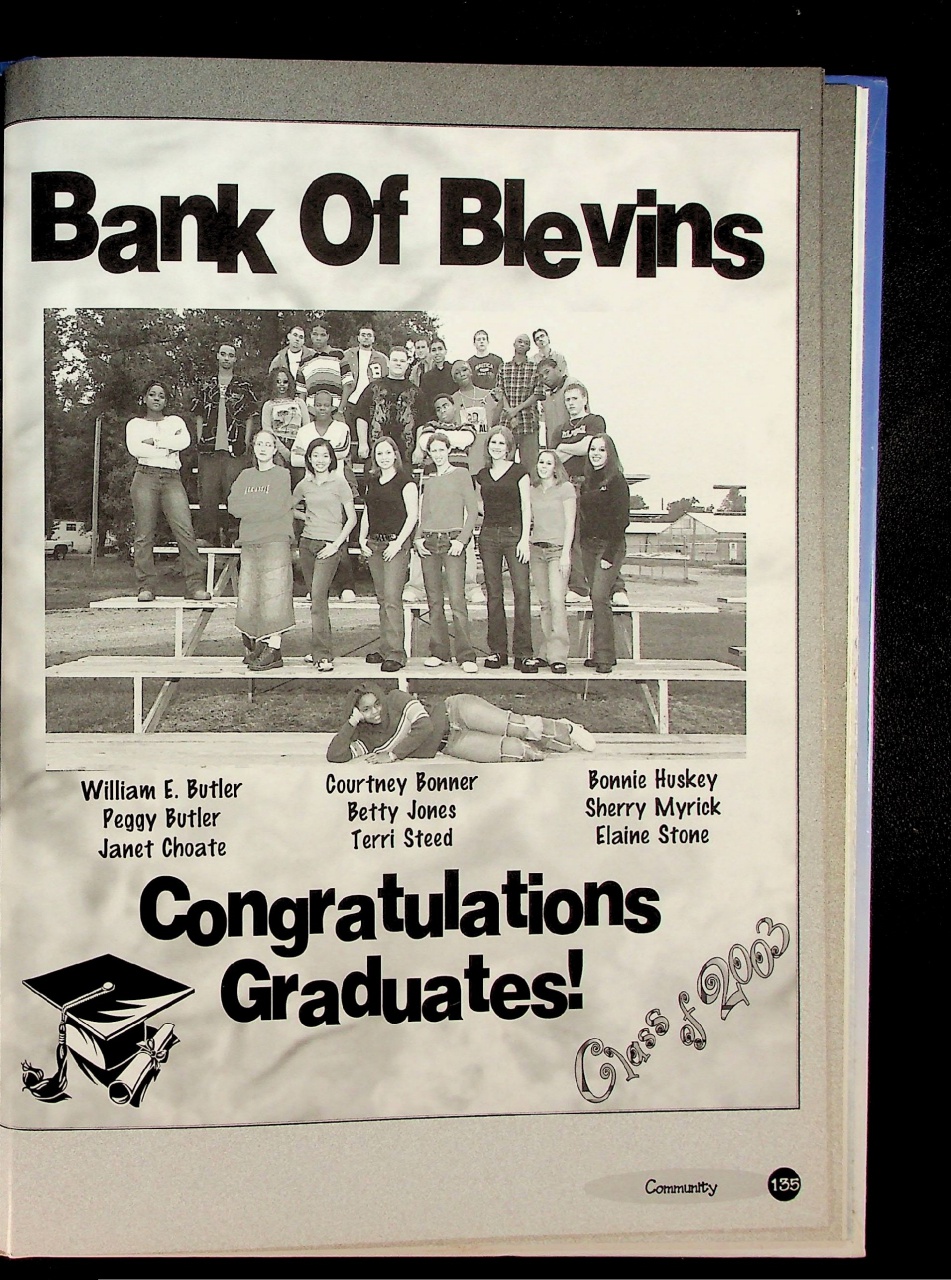 Bank Of Blevins
William E. Butler
Peggy Butler
Janet Choate
Courtney Bonner
Betty Jones
Terri Steed
Bonnie Huskey
Sherry Myrick
Elaine Stone
Congratulations
Graduates!
Class of 2003
Community 135